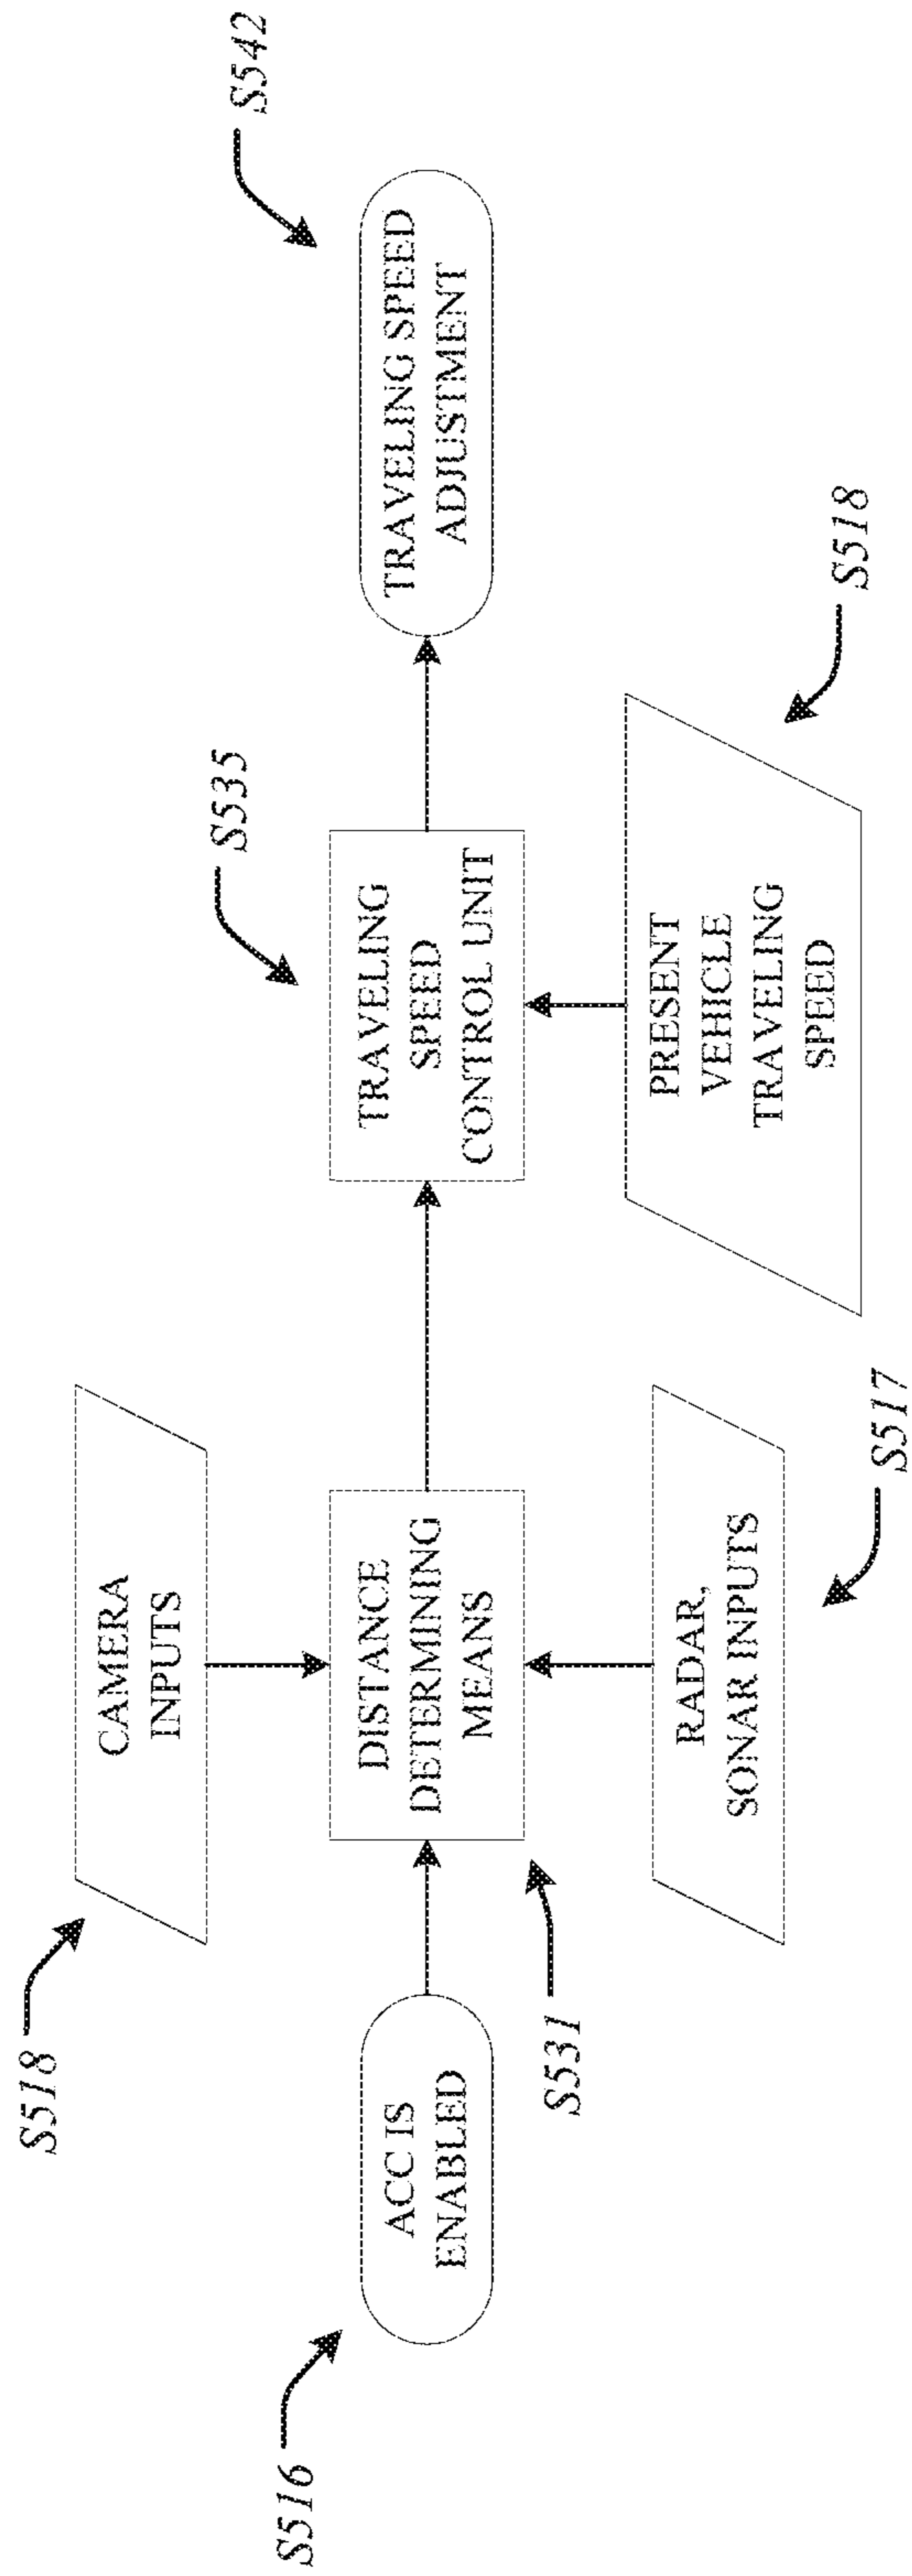 S518
CAMERA
INPUTS
S516
ACC IS
ENABLED
DISTANCE
DETERMINING
MEANS
S531
RADAR,
SONAR INPUTS
S517
S535
TRAVELING
SPEED
CONTROL UNIT
PRESENT
VEHICLE
TRAVELING
SPEED
S518
S542
TRAVELING SPEED
ADJUSTMENT